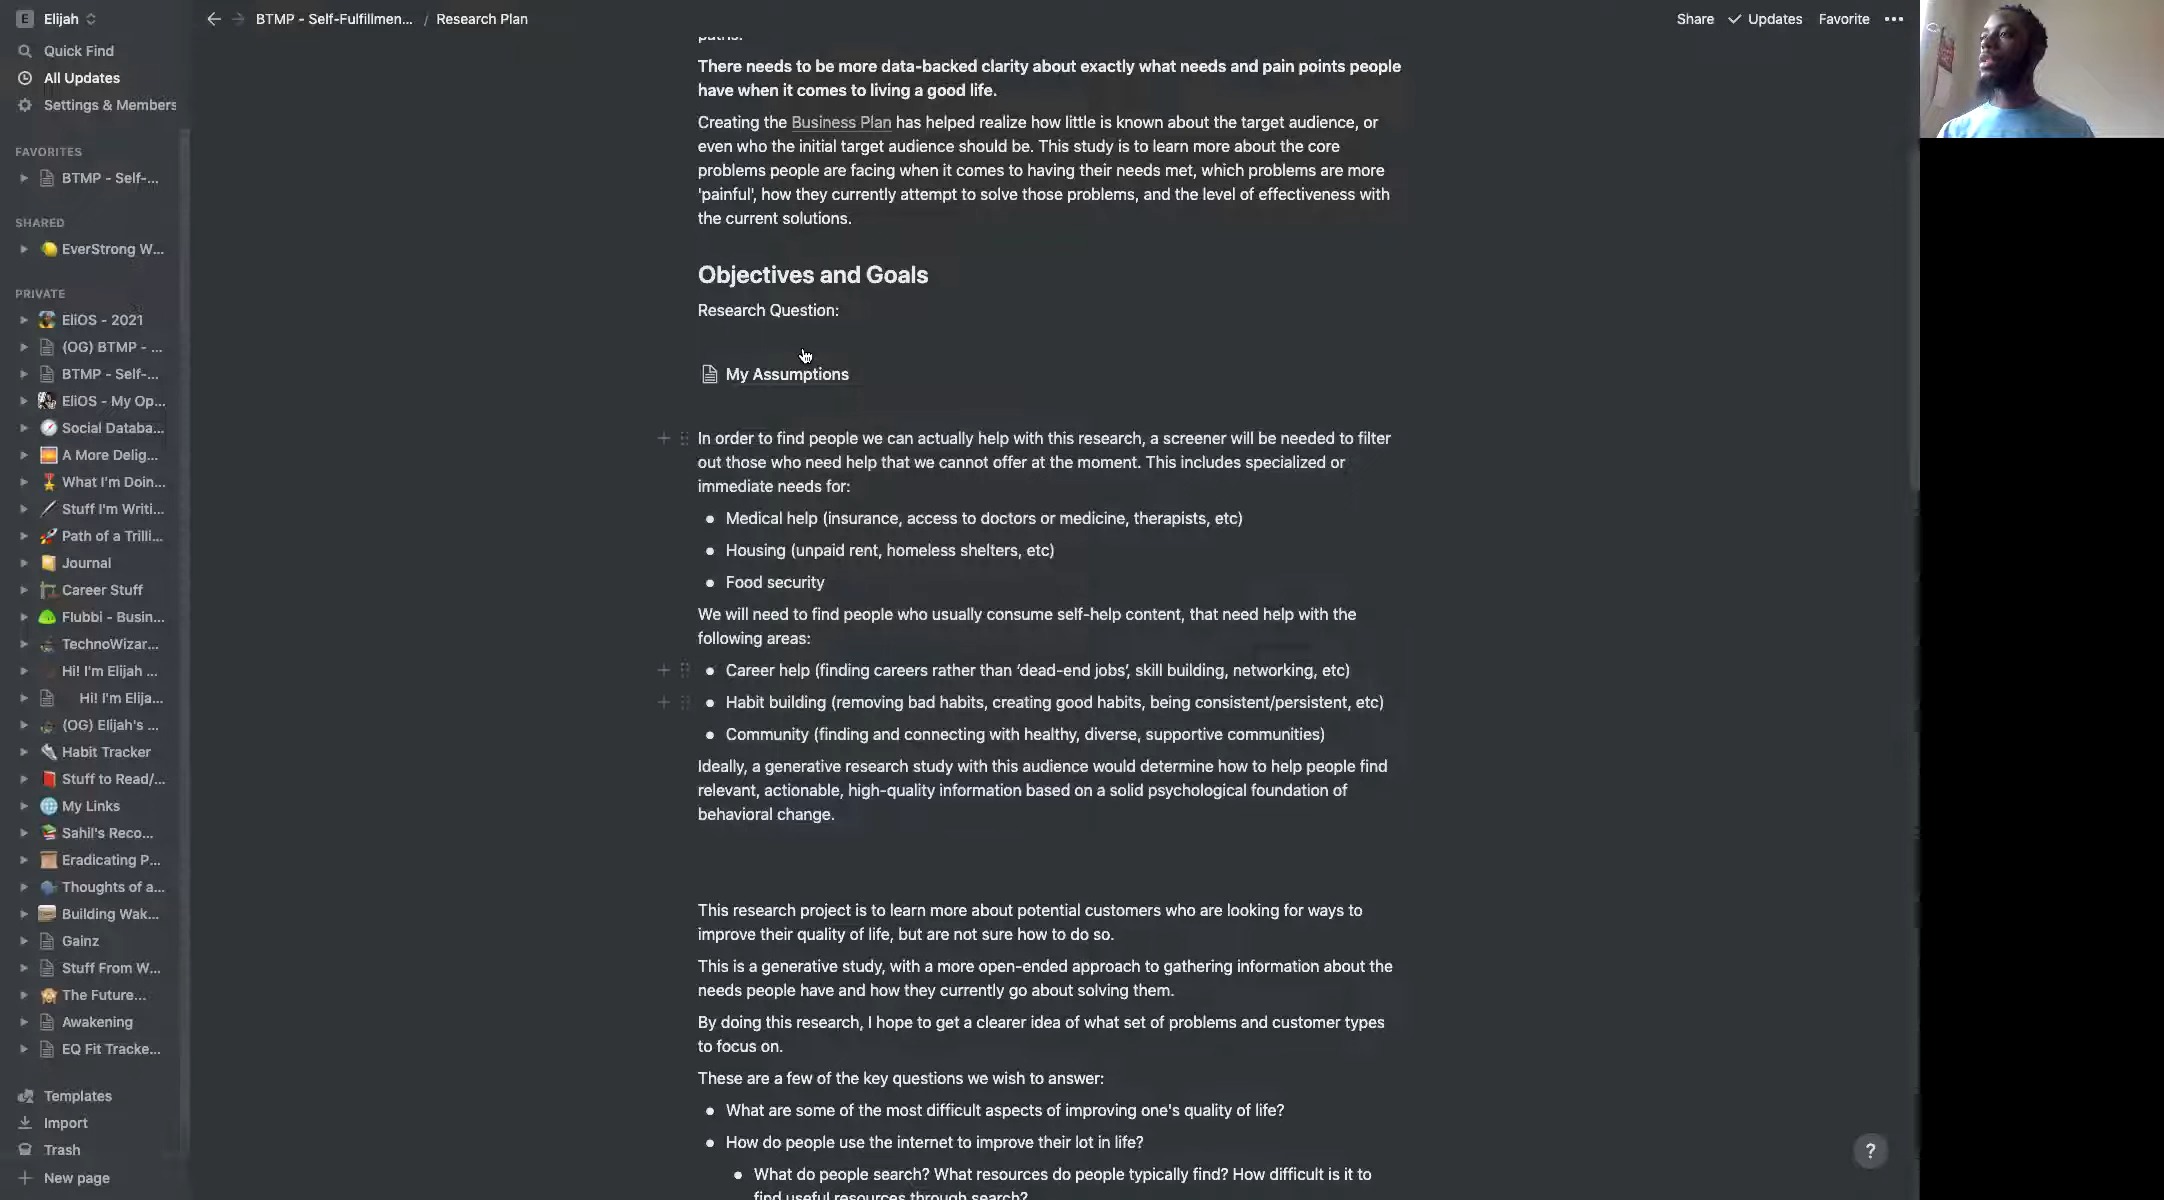 E Elijah
Quick Find
All Updates
Settings & Members
FAVORITES
BTMP - Self-...
SHARED
EverStrong W...
PRIVATE
EliOS - 2021
(OG) BTMP - ...
BTMP - Self-...
EliOS - My Op...
Social Databa...
A More Delig...
What I'm Doin...
Stuff I'm Writi...
Path of a Trilli...
Journal
Career Stuff
Flubbi - Busin...
TechnoWizar...
Hi! I'm Elijah ...
Hi! I'm Elija...
(OG) Elijah's ...
Habit Tracker
Stuff to Read/...
My Links
Sahil's Reco...
Eradicating P...
Thoughts of a...
Building Wak...
Gainz
Stuff From W...
The Future...
Awakening
EQ Fit Tracke...
Templates
Import
Trash
New page
BTMP - Self-Fulfillmen... / Research Plan
Share Updates Favorite
paths.
There needs to be more data-backed clarity about exactly what needs and pain points people
have when it comes to living a good life.
Creating the Business Plan has helped realize how little is known about the target audience, or
even who the initial target audience should be. This study is to learn more about the core
problems people are facing when it comes to having their needs met, which problems are more
'painful', how they currently attempt to solve those problems, and the level of effectiveness with
the current solutions.
Objectives and Goals
Research Question:
My Assumptions
In order to find people we can actually help with this research, a screener will be needed to filter
out those who need help that we cannot offer at the moment. This includes specialized or
immediate needs for:
Medical help (insurance, access to doctors or medicine, therapists, etc)
Housing (unpaid rent, homeless shelters, etc)
Food security
We will need to find people who usually consume self-help content, that need help with the
following areas:
Career help (finding careers rather than ‘dead-end jobs’, skill building, networking, etc)
Habit building (removing bad habits, creating good habits, being consistent/persistent, etc)
Community (finding and connecting with healthy, diverse, supportive communities)
Ideally, a generative research study with this audience would determine how to help people find
relevant, actionable, high-quality information based on a solid psychological foundation of
behavioral change.
This research project is to learn more about potential customers who are looking for ways to
improve their quality of life, but are not sure how to do so.
This is a generative study, with a more open-ended approach to gathering information about the
needs people have and how they currently go about solving them.
By doing this research, I hope to get a clearer idea of what set of problems and customer types
to focus on.
These are a few of the key questions we wish to answer:
What are some of the most difficult aspects of improving one's quality of life?
How do people use the internet to improve their lot in life?
What do people search? What resources do people typically find? How difficult is it to
find useful resources through search?
?